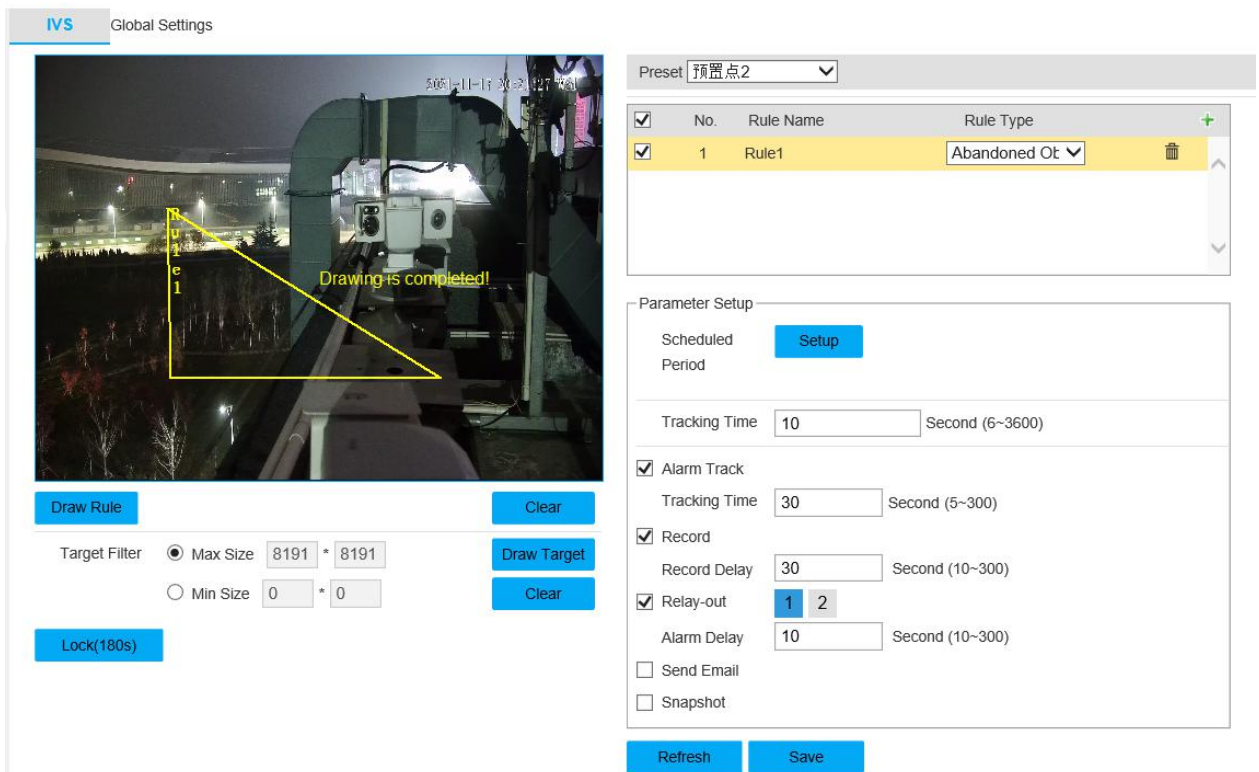 IVS Global Settings
Preset 预置点2
No. Rule Name Rule Type
1 Rule1 Abandoned Ot
Rule1
Drawing is completed!
Parameter Setup
Scheduled Period Setup
Tracking Time 10 Second (6~3600)
Alarm Track
Tracking Time 30 Second (5~300)
Record
Record Delay 30 Second (10~300)
Relay-out 1 2
Alarm Delay 10 Second (10~300)
Send Email
Snapshot
Draw Rule Clear
Target Filter Max Size 8191 * 8191 Draw Target
Min Size 0 * 0 Clear
Lock(180s)
Refresh Save